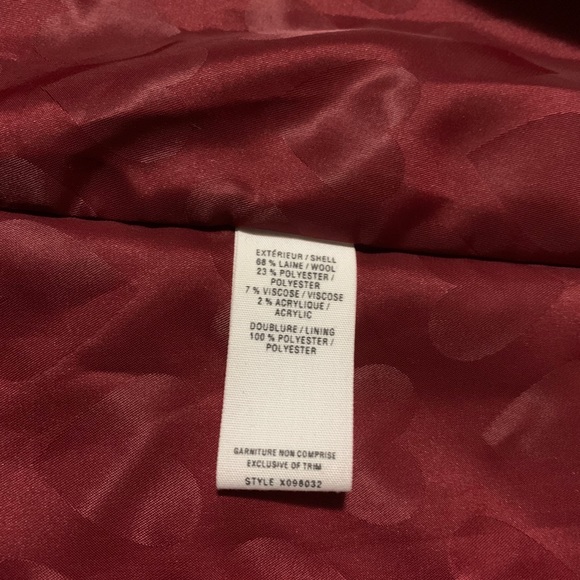 EXTÉRIEUR / SHELL
68 % LAINE / WOOL
23 % POLYESTER /
POLYESTER
7 % VISCOSE / VISCOSE
2 % ACRYLIQUE /
ACRYLIC
DOUBLURE / LINING
100 % POLYESTER /
POLYESTER
GARNITURE NON COMPRISE
EXCLUSIVE OF TRIM
STYLE X098032